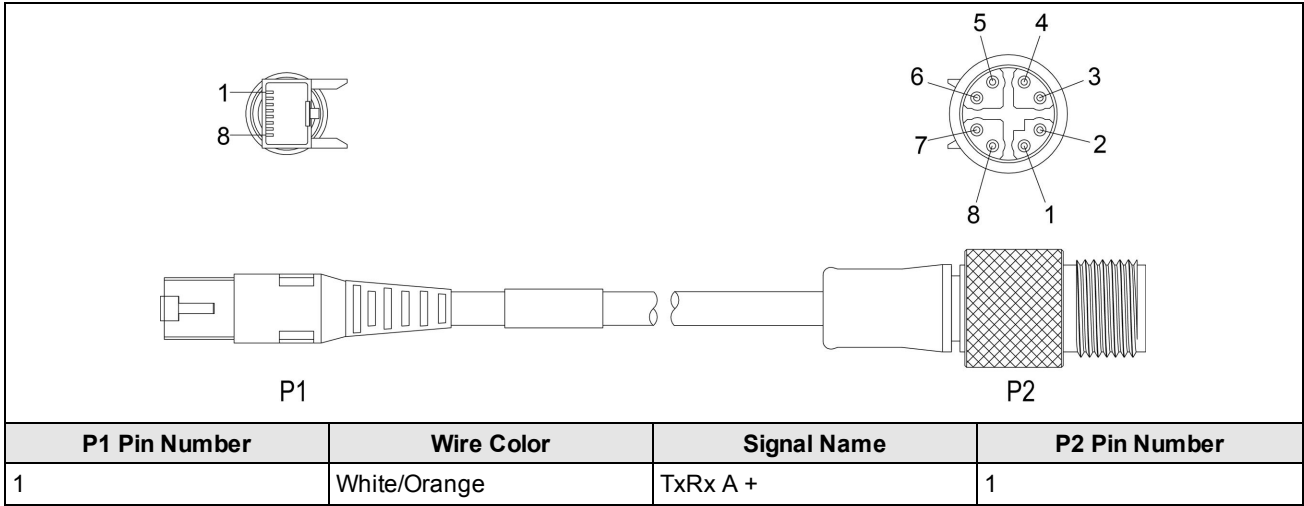 5 4
1 6 3
8 7 2
8 1
P1 P2
P1 Pin Number Wire Color Signal Name P2 Pin Number
1 White/Orange TxRx A + 1